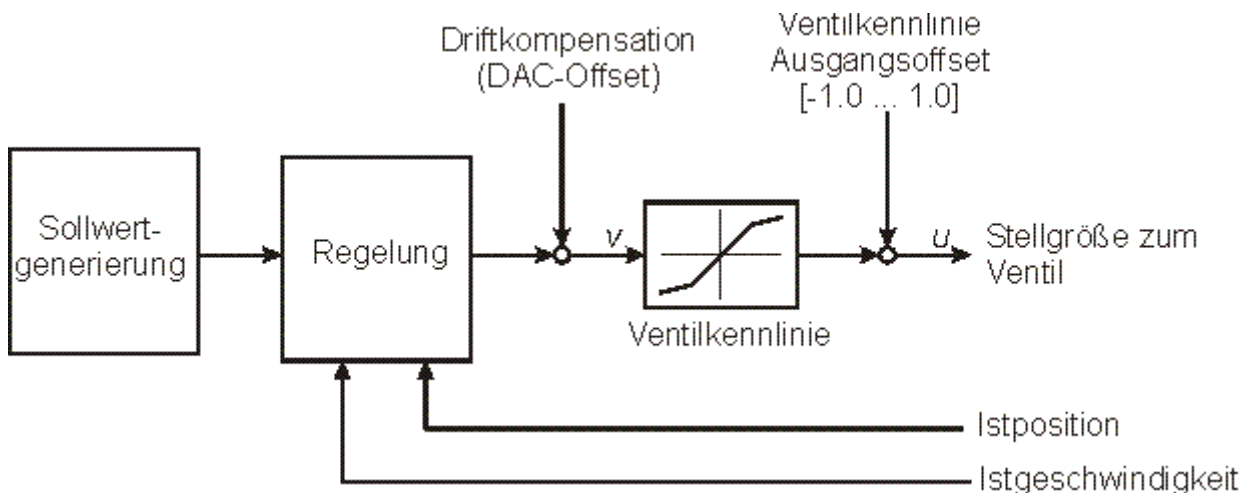 Driftkompensation
(DAC-Offset)
Ventilkennlinie
Ausgangsoffset
[-1.0 ... 1.0]
Sollwert-
generierung
Regelung
v
Ventilkennlinie
u
Stellgröße zum
Ventil
Istposition
Istgeschwindigkeit